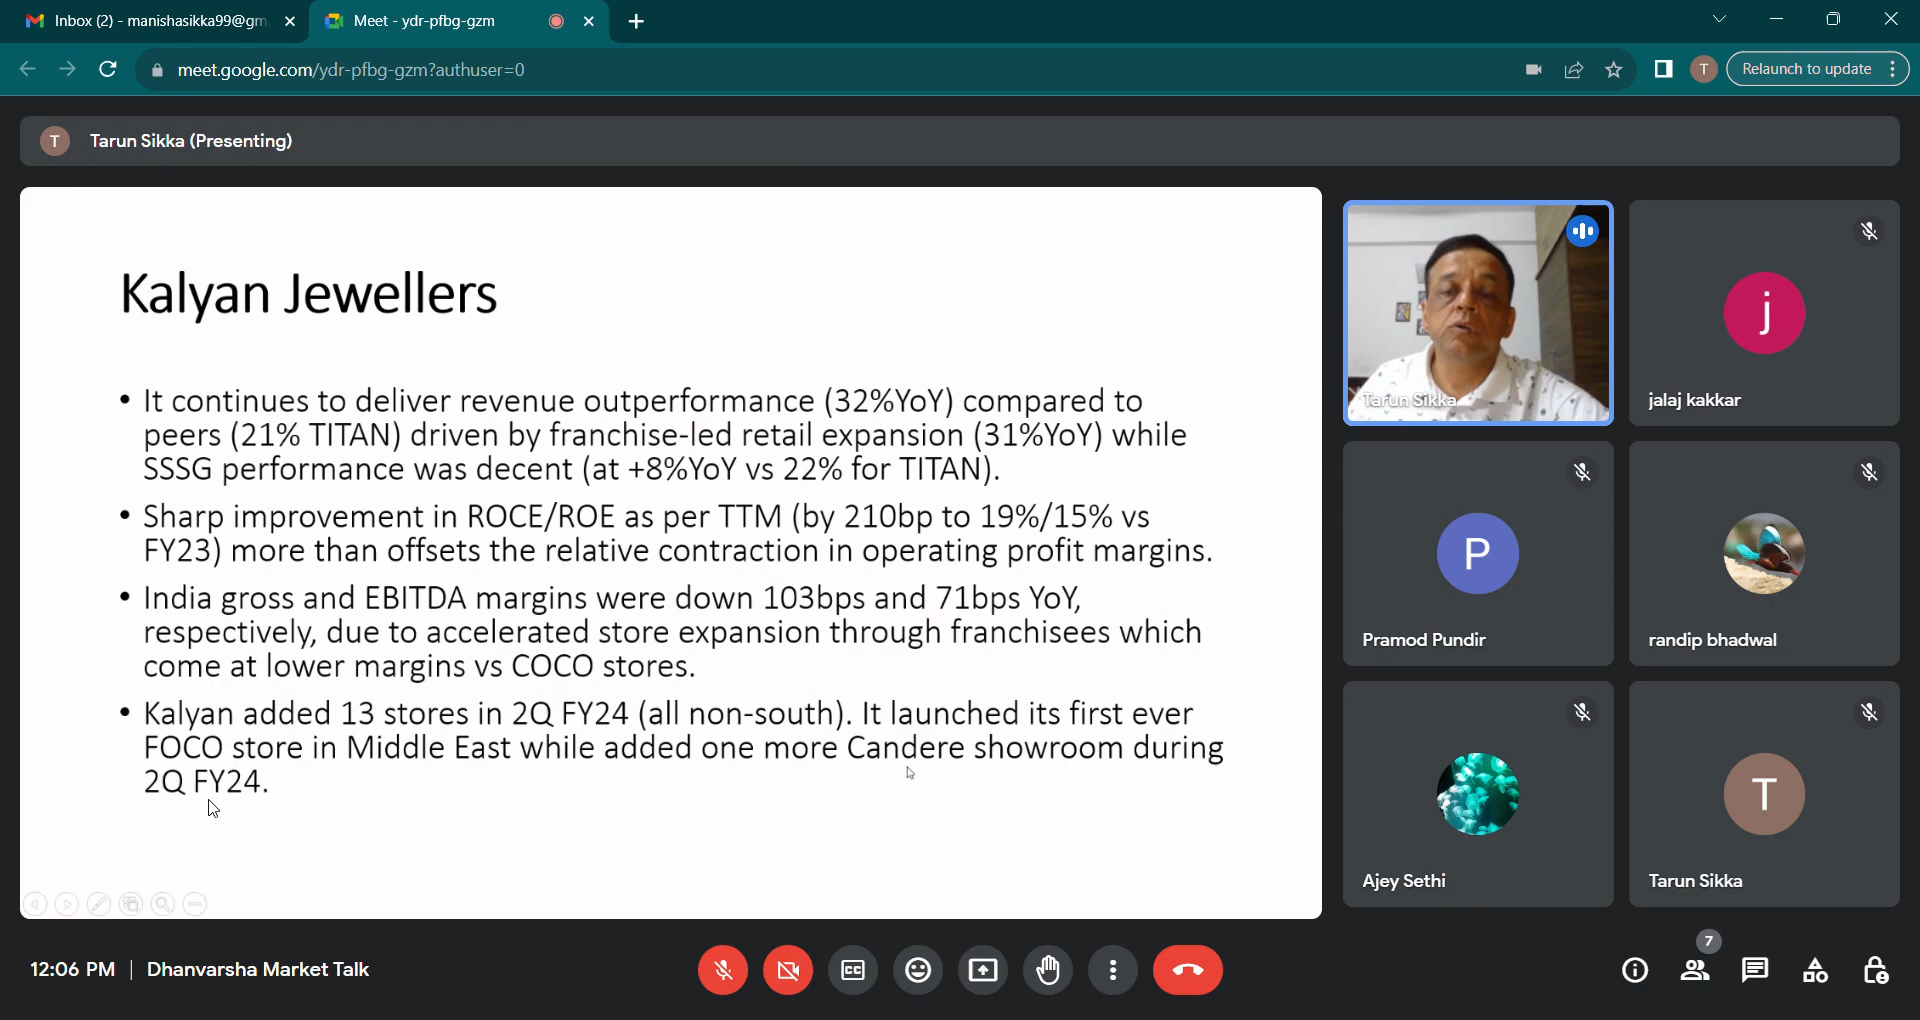 Inbox (2) - manishasikka99@gm
Meet - ydr-pfbg-gzm
meet.google.com/ydr-pfbg-gzm?authuser=0
T
Relaunch to update
T
Tarun Sikka (Presenting)
Kalyan Jewellers
• It continues to deliver revenue outperformance (32%YoY) compared to
peers (21% TITAN) driven by franchise-led retail expansion (31%YoY) while
SSSG performance was decent (at +8%YoY vs 22% for TITAN).
• Sharp improvement in ROCE/ROE as per TTM (by 210bp to 19%/15% vs
FY23) more than offsets the relative contraction in operating profit margins.
• India gross and EBITDA margins were down 103bps and 71bps YoY,
respectively, due to accelerated store expansion through franchisees which
come at lower margins vs COCO stores.
• Kalyan added 13 stores in 2Q FY24 (all non-south). It launched its first ever
FOCO store in Middle East while added one more Candere showroom during
2Q FY24.
Tarun Sikka
j
jalaj kakkar
P
Pramod Pundir
randip bhadwal
Ajey Sethi
T
Tarun Sikka
12:06 PM | Dhanvarsha Market Talk
CC
7